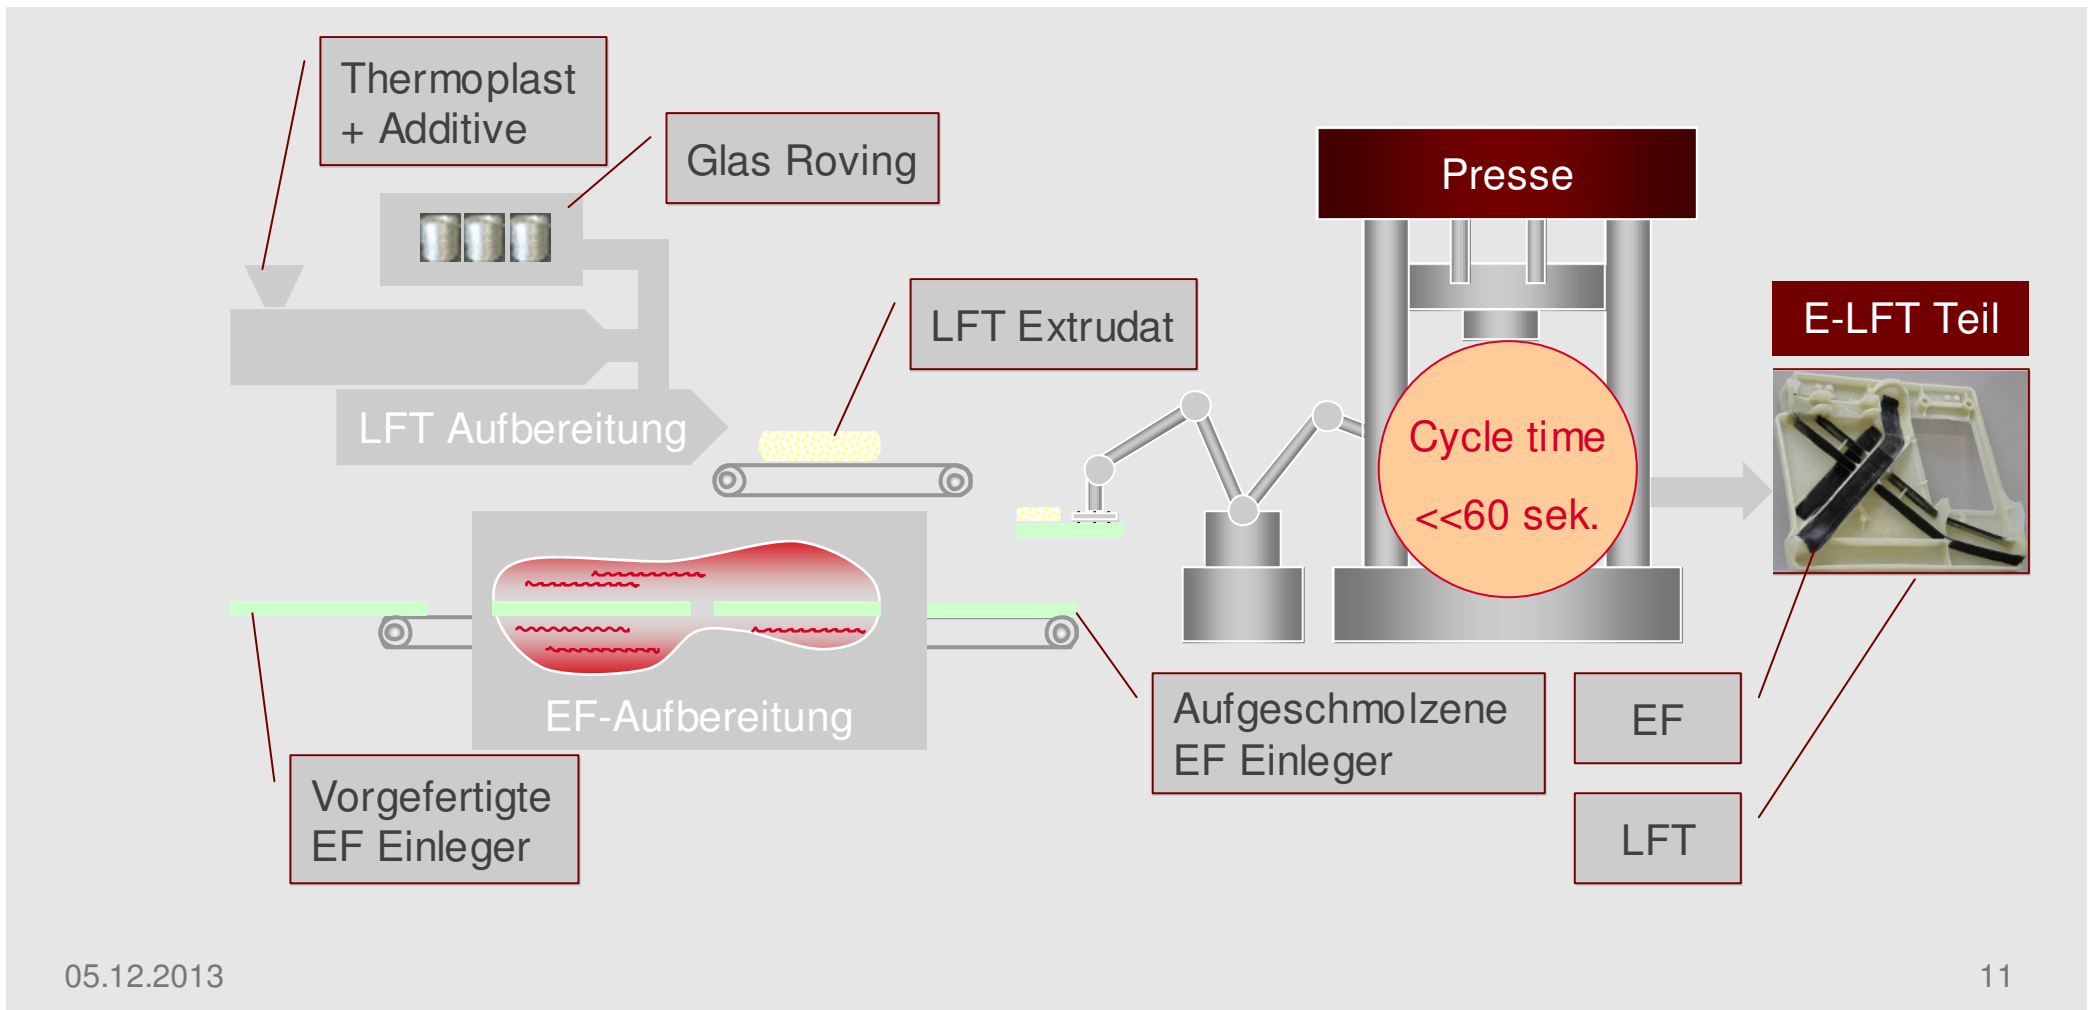 Thermoplast
+ Additive
Glas Roving
Presse
LFT Extrudat
E-LFT Teil
LFT Aufbereitung
Cycle time
<<60 sek.
EF-Aufbereitung
Aufgeschmolzene
EF Einleger
EF
Vorgefertigte
EF Einleger
LFT
05.12.2013
11